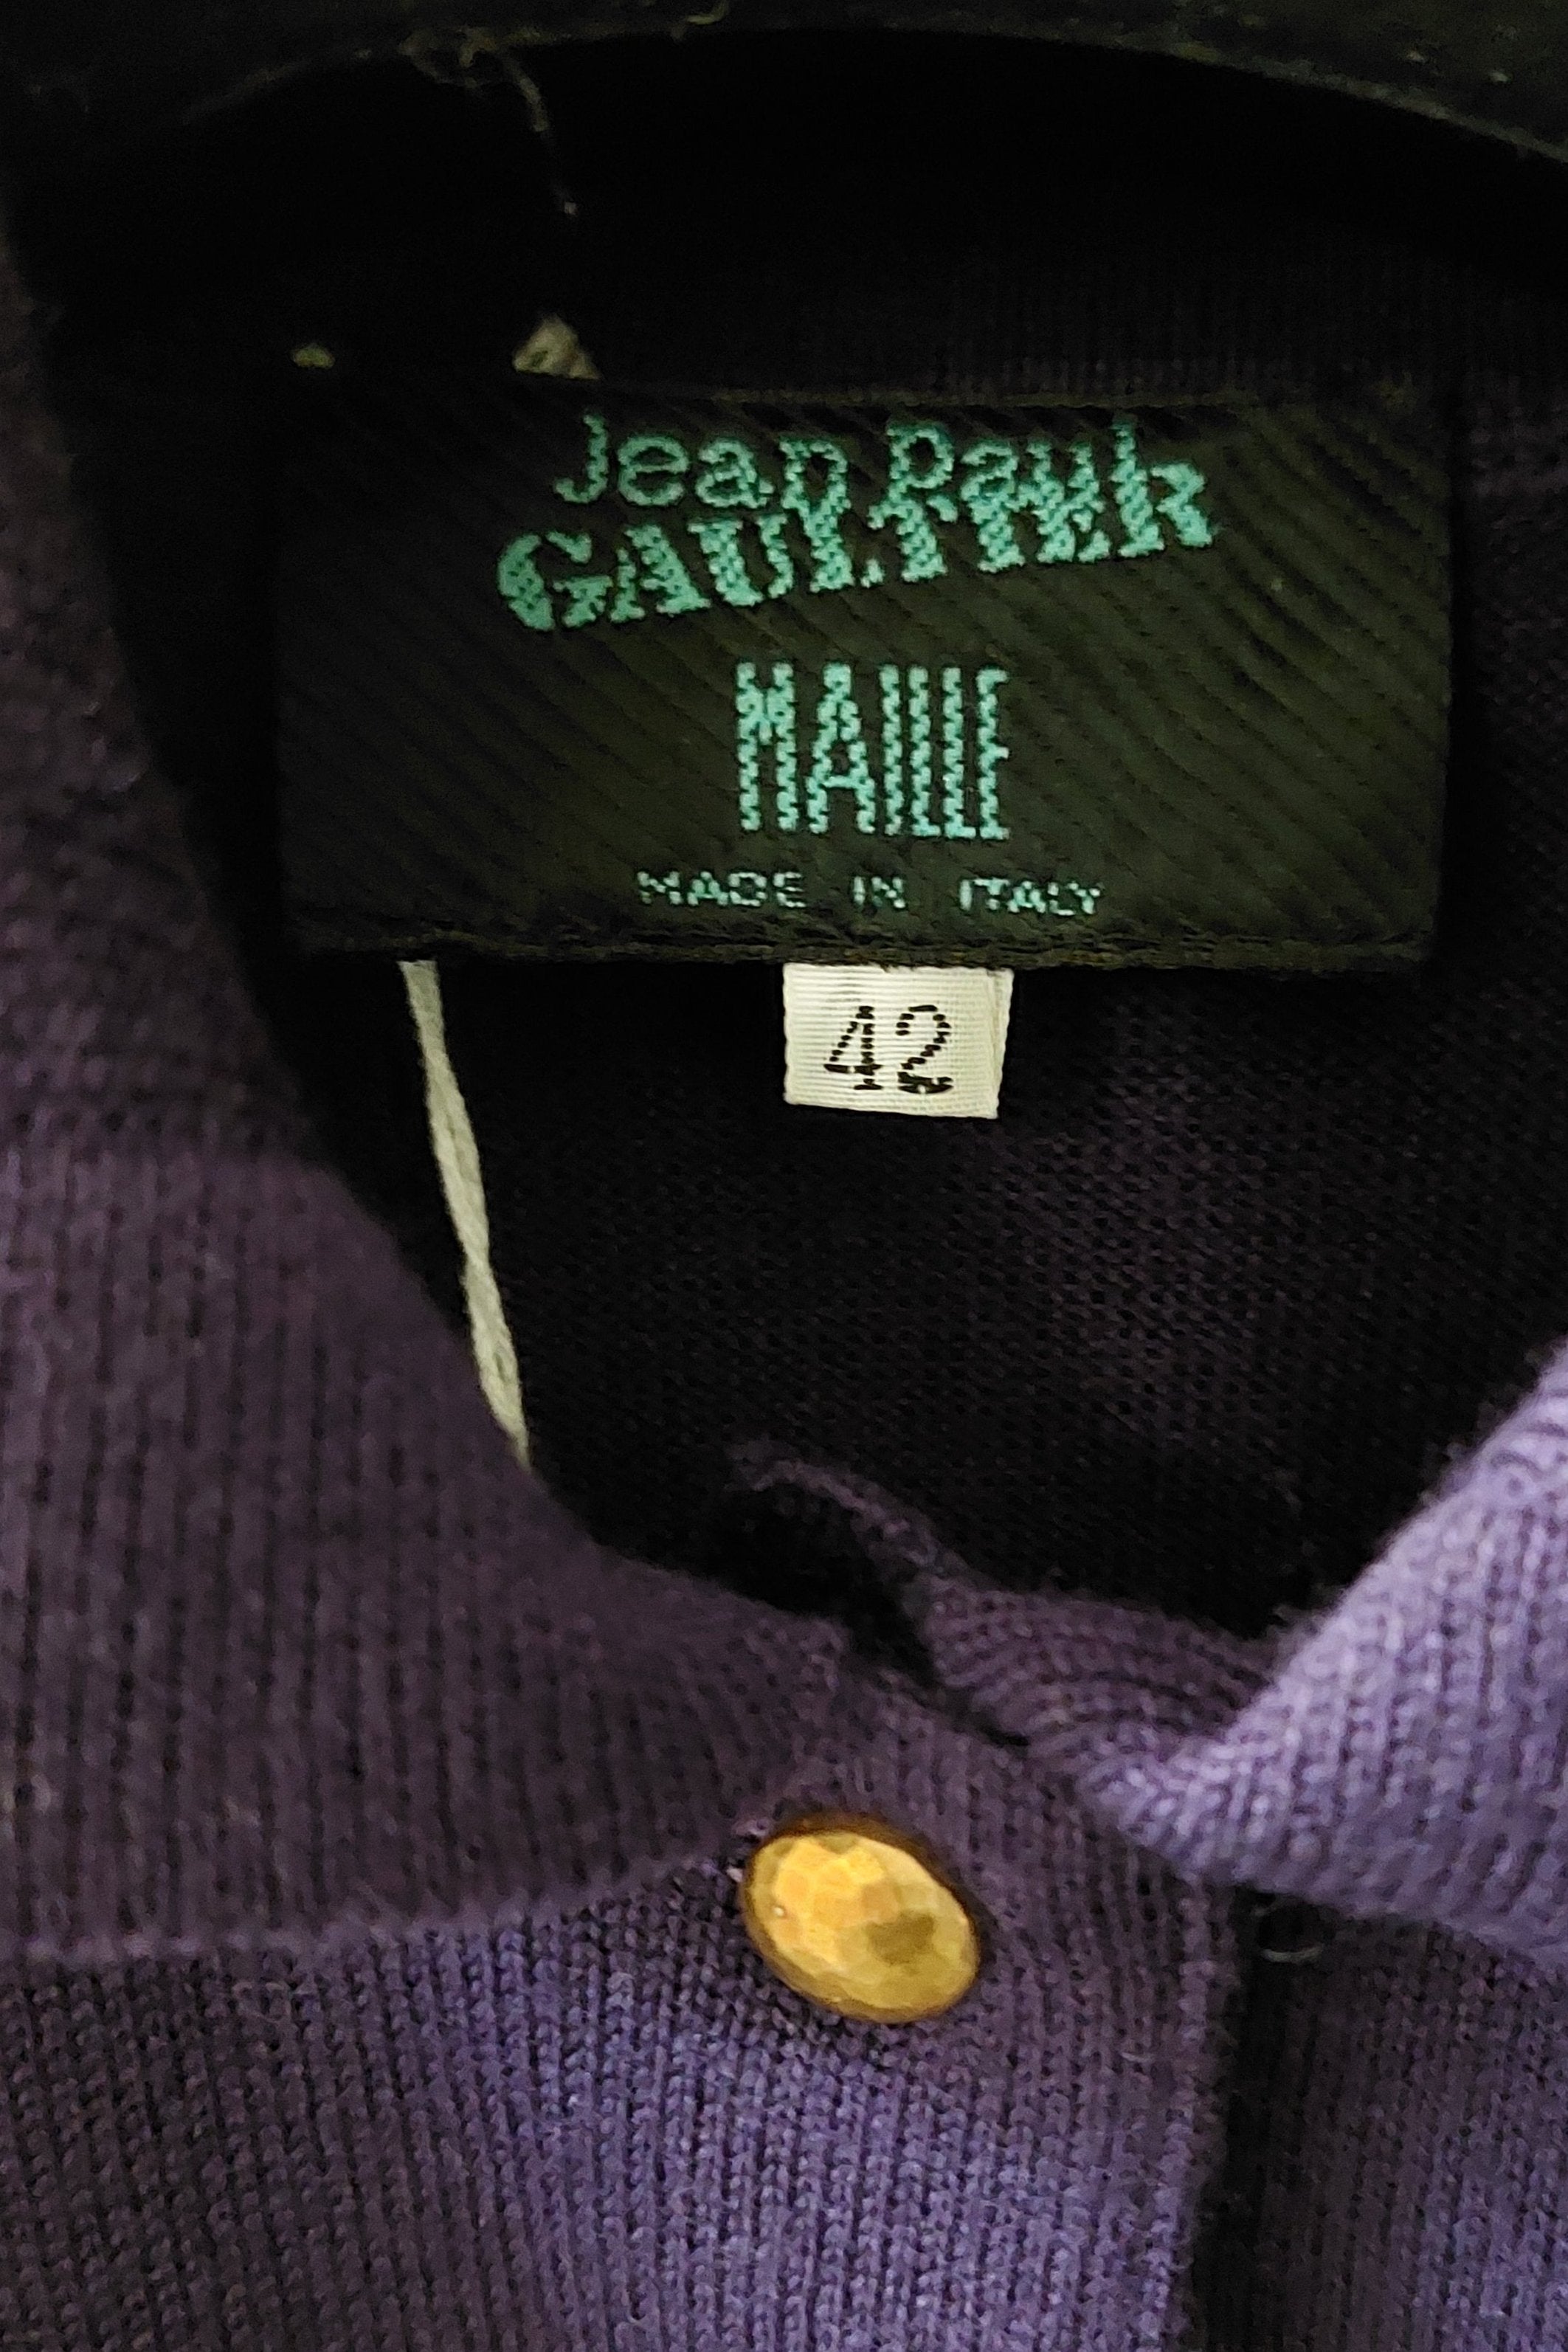 Jean Paul
GAULTIER
MAILLE
MADE IN ITALY
42